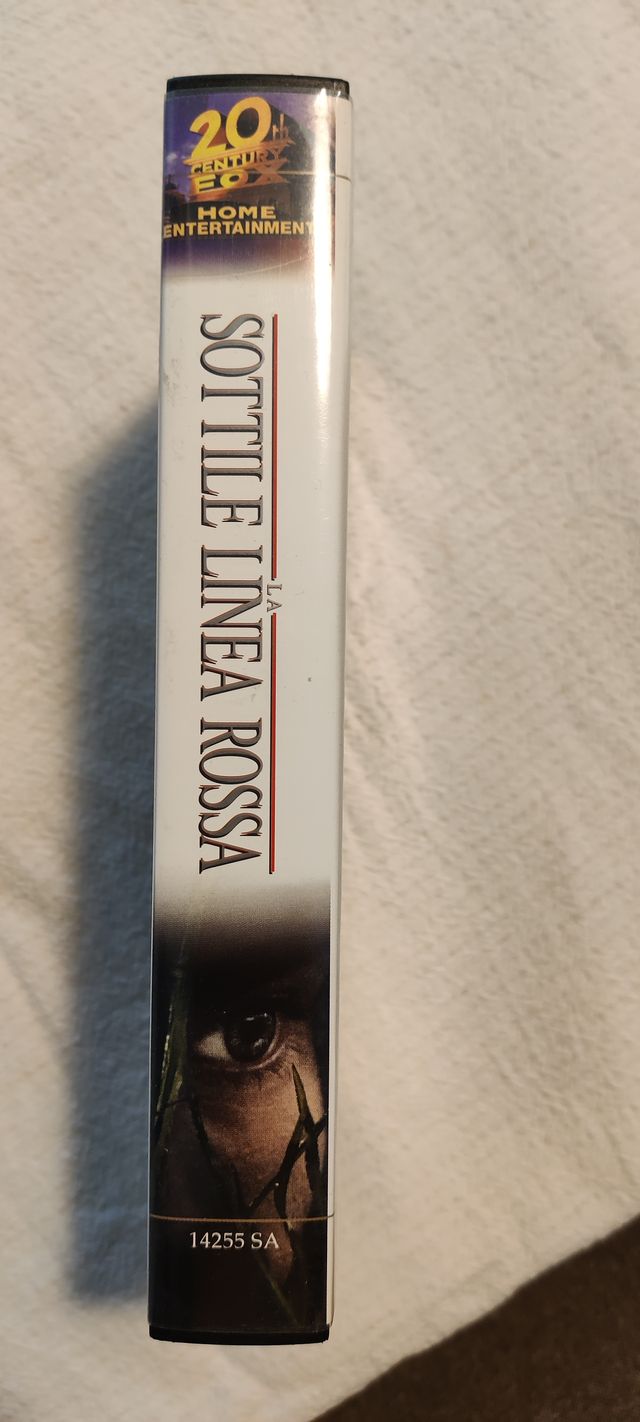 20th
CENTURY
FOX
HOME
ENTERTAINMENT
LA
SOTTILE LINEA ROSSA
14255 SA